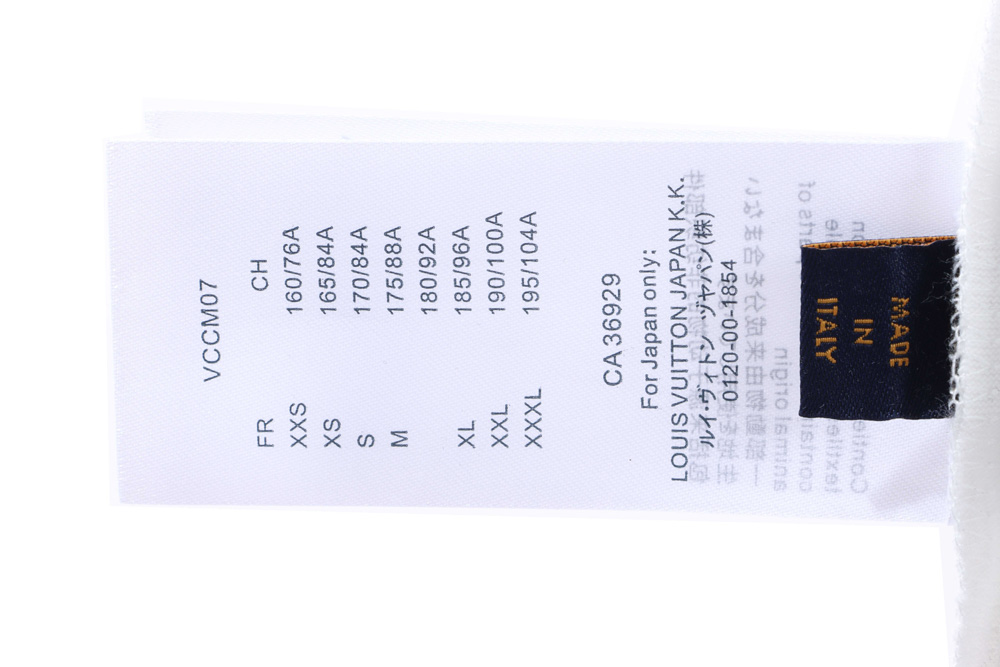 VCCM07
FR CH
XXS 160/76A
XS 165/84A
S 170/84A
M 175/88A
180/92A
XL 185/96A
XXL 190/100A
XXXL 195/104A
CA 36929
For Japan only:
LOUIS VUITTON JAPAN K.K.
ルイ・ヴィトン ジャパン(株)
0120-00-1854
animal origin
MADE
IN
ITALY